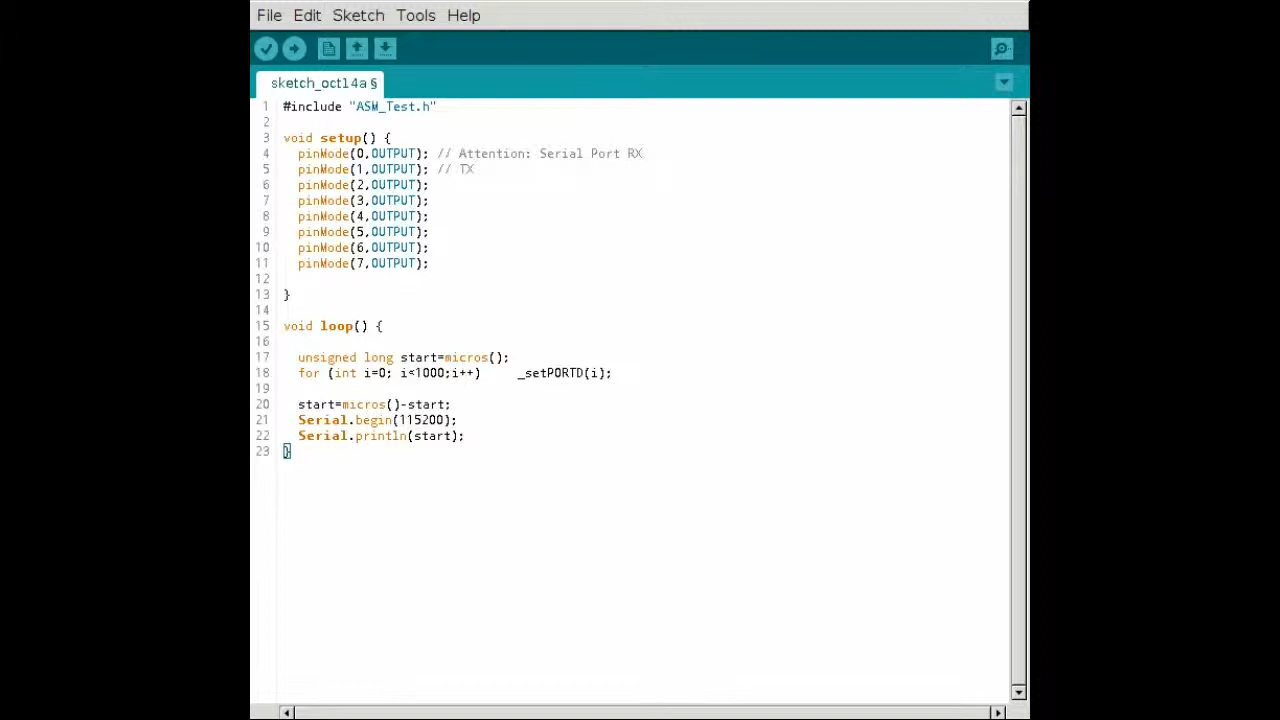 File Edit Sketch Tools Help
sketch_oct14a §
1 #include "ASM_Test.h"
2
3 void setup() {
4 pinMode(0,OUTPUT); // Attention: Serial Port RX
5 pinMode(1,OUTPUT); // TX
6 pinMode(2,OUTPUT);
7 pinMode(3,OUTPUT);
8 pinMode(4,OUTPUT);
9 pinMode(5,OUTPUT);
10 pinMode(6,OUTPUT);
11 pinMode(7,OUTPUT);
12
13 }
14
15 void loop() {
16
17 unsigned long start=micros();
18 for (int i=0; i<1000;i++) _setPORTD(i);
19
20 start=micros()-start;
21 Serial.begin(115200);
22 Serial.println(start);
23 }